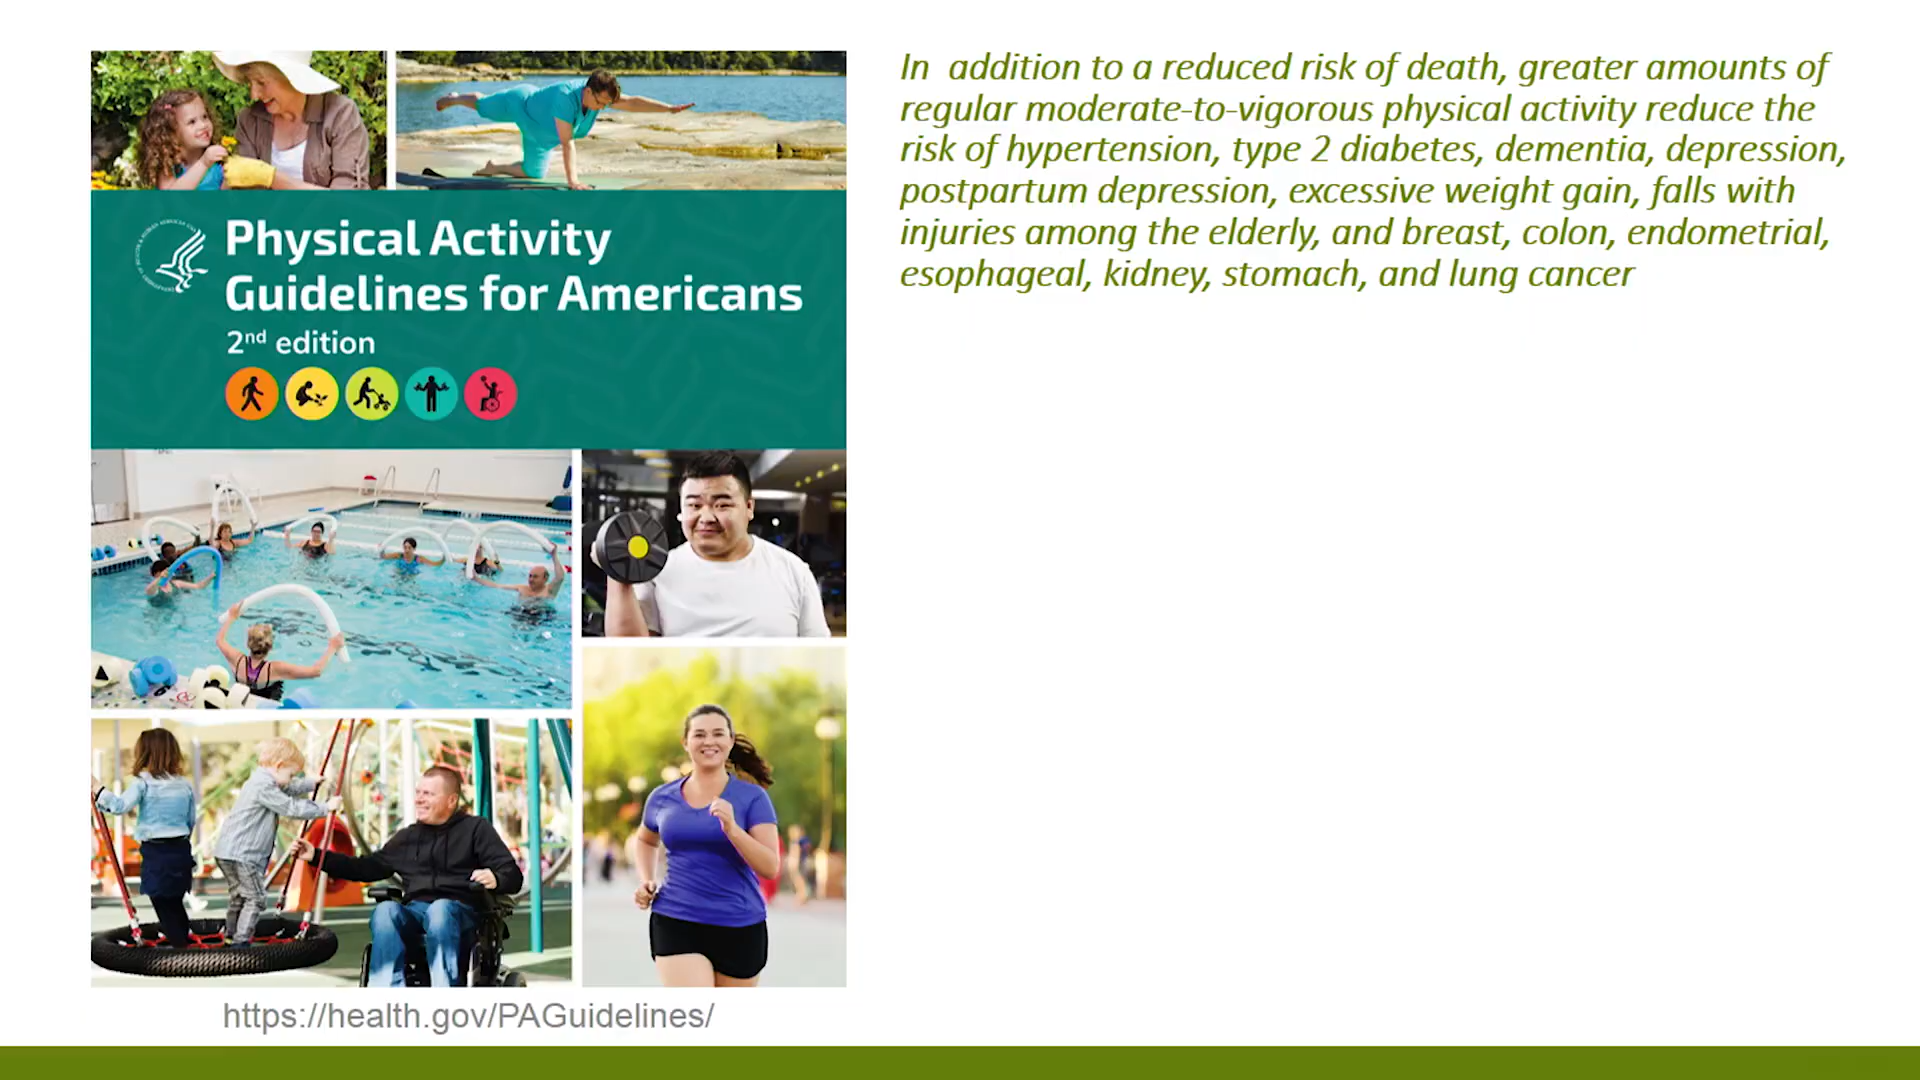 Physical Activity
Guidelines for Americans
2nd edition
https://health.gov/PAGuidelines/
In  addition to a reduced risk of death, greater amounts of
regular moderate-to-vigorous physical activity reduce the
risk of hypertension, type 2 diabetes, dementia, depression,
postpartum depression, excessive weight gain, falls with
injuries among the elderly, and breast, colon, endometrial,
esophageal, kidney, stomach, and lung cancer